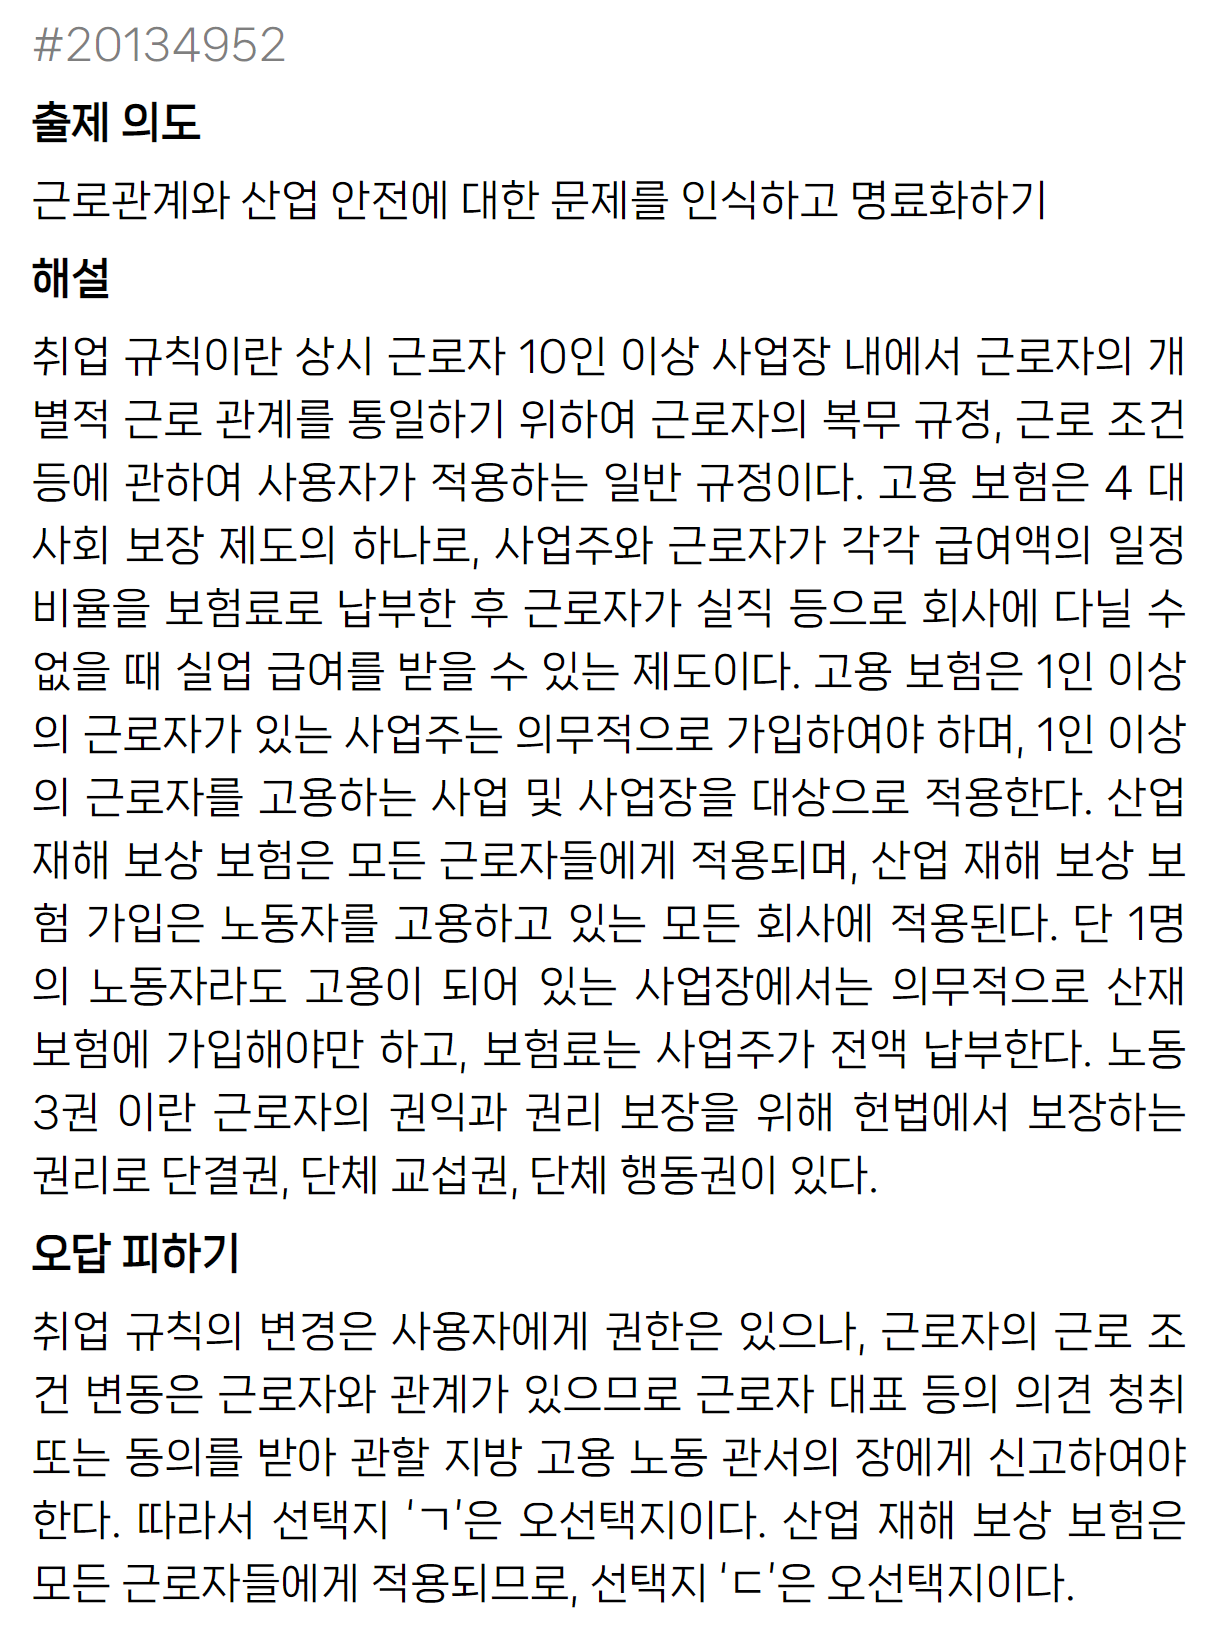 #20134952
출제 의도
근로관계와 산업 안전에 대한 문제를 인식하고 명료화하기
해설
취업 규칙이란 상시 근로자 10인 이상 사업장 내에서 근로자의 개
별적 근로 관계를 통일하기 위하여 근로자의 복무 규정, 근로 조건
등에 관하여 사용자가 적용하는 일반 규정이다. 고용 보험은 4 대
사회 보장 제도의 하나로, 사업주와 근로자가 각각 급여액의 일정
비율을 보험료로 납부한 후 근로자가 실직 등으로 회사에 다닐 수
없을 때 실업 급여를 받을 수 있는 제도이다. 고용 보험은 1인 이상
의 근로자가 있는 사업주는 의무적으로 가입하여야 하며, 1인 이상
의 근로자를 고용하는 사업 및 사업장을 대상으로 적용한다. 산업
재해 보상 보험은 모든 근로자들에게 적용되며, 산업 재해 보상 보
험 가입은 노동자를 고용하고 있는 모든 회사에 적용된다. 단 1명
의 노동자라도 고용이 되어 있는 사업장에서는 의무적으로 산재
보험에 가입해야만 하고, 보험료는 사업주가 전액 납부한다. 노동
3권 이란 근로자의 권익과 권리 보장을 위해 헌법에서 보장하는
권리로 단결권, 단체 교섭권, 단체 행동권이 있다.
오답 피하기
취업 규칙의 변경은 사용자에게 권한은 있으나, 근로자의 근로 조
건 변동은 근로자와 관계가 있으므로 근로자 대표 등의 의견 청취
또는 동의를 받아 관할 지방 고용 노동 관서의 장에게 신고하여야
한다. 따라서 선택지 'ㄱ'은 오선택지이다. 산업 재해 보상 보험은
모든 근로자들에게 적용되므로, 선택지 'ㄷ'은 오선택지이다.